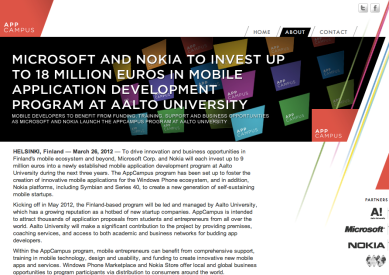 APP
CAMPUS
HOME
ABOUT
CONTACT
MICROSOFT AND NOKIA TO INVEST UP
TO 18 MILLION EUROS IN MOBILE
APPLICATION DEVELOPMENT
PROGRAM AT AALTO UNIVERSITY
MOBILE DEVELOPERS TO BENEFIT FROM FUNDING, TRAINING, SUPPORT AND BUSINESS OPPORTUNITIES
AS MICROSOFT AND NOKIA LAUNCH THE APPCAMPUS PROGRAM AT AALTO UNIVERSITY
APP
CAMPUS
HELSINKI, Finland — March 26, 2012 — To drive innovation and business opportunities in
Finland's mobile ecosystem and beyond, Microsoft Corp. and Nokia will each invest up to 9
million euros into a newly established mobile application development program at Aalto
University during the next three years. The AppCampus program has been set up to foster the
creation of innovative mobile applications for the Windows Phone ecosystem, and in addition,
Nokia platforms, including Symbian and Series 40, to create a new generation of self-sustaining
mobile startups.
Kicking off in May 2012, the Finland-based program will be led and managed by Aalto University,
which has a growing reputation as a hotbed of new startup companies. AppCampus is intended
to attract thousands of application proposals from students and entrepreneurs from all over the
world. Aalto University will make a significant contribution to the project by providing premises,
coaching services, and access to both academic and business networks for budding app
developers.
Within the AppCampus program, mobile entrepreneurs can benefit from comprehensive support,
training in mobile technology, design and usability, and funding to create innovative new mobile
apps and services. Windows Phone Marketplace and Nokia Store offer local and global business
opportunities to program participants via distribution to consumers around the world.
PARTNERS
A!
Microsoft
NOKIA